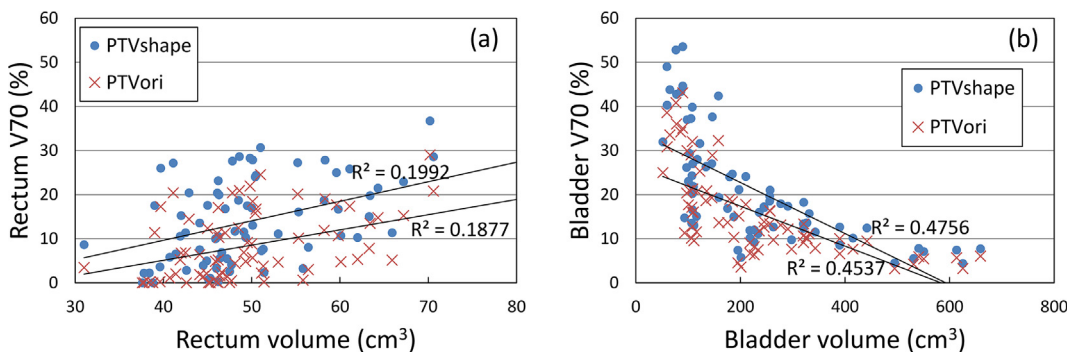 (a)
PTVshape
PTVori
Rectum V70 (%)
60
50
40
30
20
10
0
R² = 0.1992
R² = 0.1877
30 40 50 60 70 80
Rectum volume (cm³)
(b)
PTVshape
PTVori
Bladder V70 (%)
60
50
40
30
20
10
0
R² = 0.4756
R² = 0.4537
0 200 400 600 800
Bladder volume (cm³)